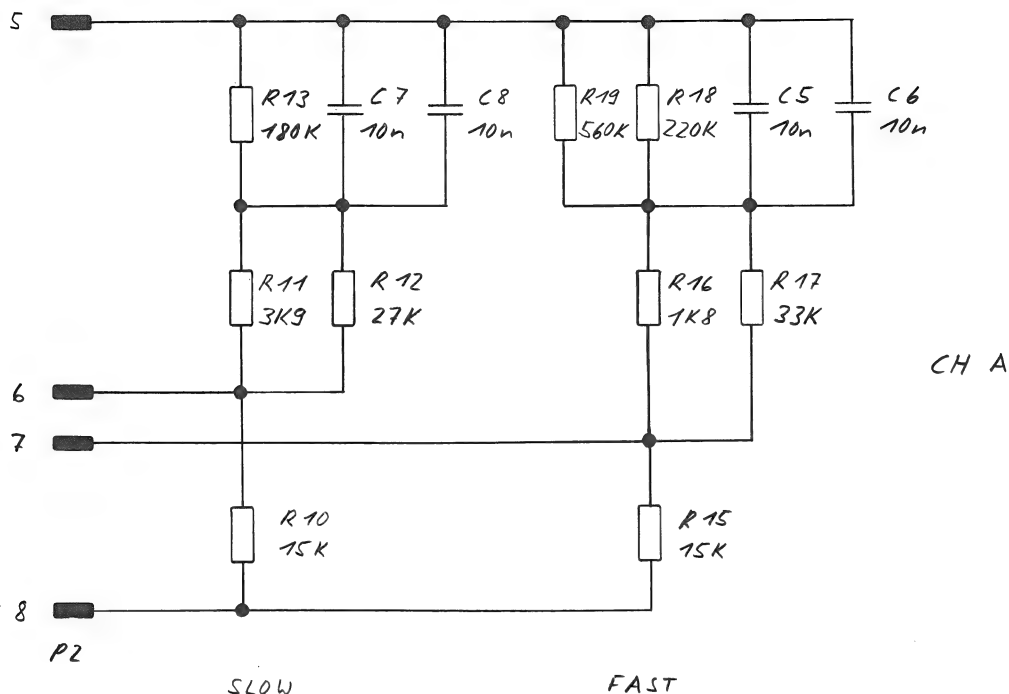 5
R13
180K
C7
10n
C8
10n
R19
560K
R18
220K
C5
10n
C6
10n
R11
3K9
R12
27K
R16
1K8
R17
33K
CH A
6
7
R10
15K
R15
15K
8
P2
SLOW
FAST